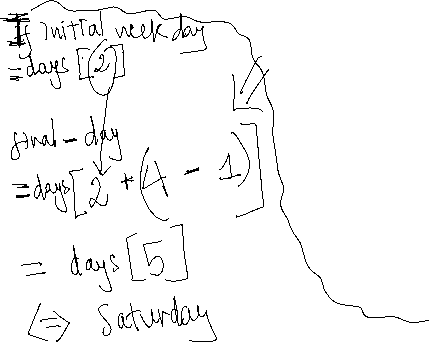 If initial week day
= days [2]
final - day
= days [2 + (4 - 1)]
= days [5]
⇔ Saturday